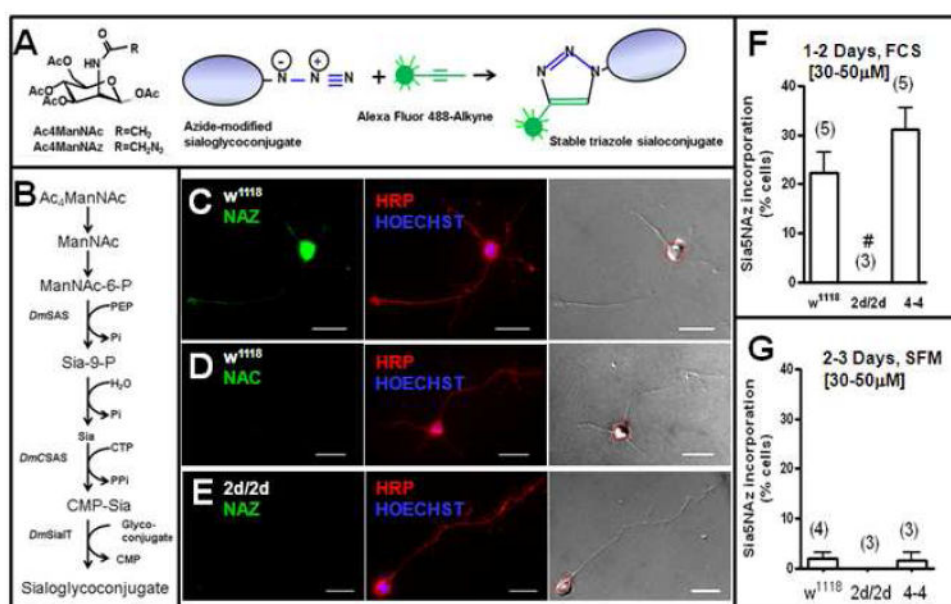 A
O
R
NH
AcO
AcO
AcO
OAc
Ac4ManNAc R=CH3
Ac4ManNAz R=CH2N3
N N N
Azide-modified
sialoglycoconjugate
+
Alexa Fluor 488-Alkyne
N N N
Stable triazole sialoconjugate
B
Ac4ManNAc
ManNAc
ManNAc-6-P
DmSAS
PEP
Pi
Sia-9-P
H2O
Pi
Sia
DmCSAS
CTP
PPi
CMP-Sia
DmSialT
Glyco-
conjugate
CMP
Sialoglycoconjugate
C
w1118
NAZ
HRP
HOECHST
D
w1118
NAC
HRP
HOECHST
E
2d/2d
NAZ
HRP
HOECHST
F
1-2 Days, FCS
[30-50µM]
Sia5NAz incorporation
(% cells)
40
30
20
10
0
(5)
#
(3)
(5)
w1118 2d/2d 4-4
G
2-3 Days, SFM
[30-50µM]
Sia5NAz incorporation
(% cells)
40
30
20
10
0
(4) (3) (3)
w1118 2d/2d 4-4